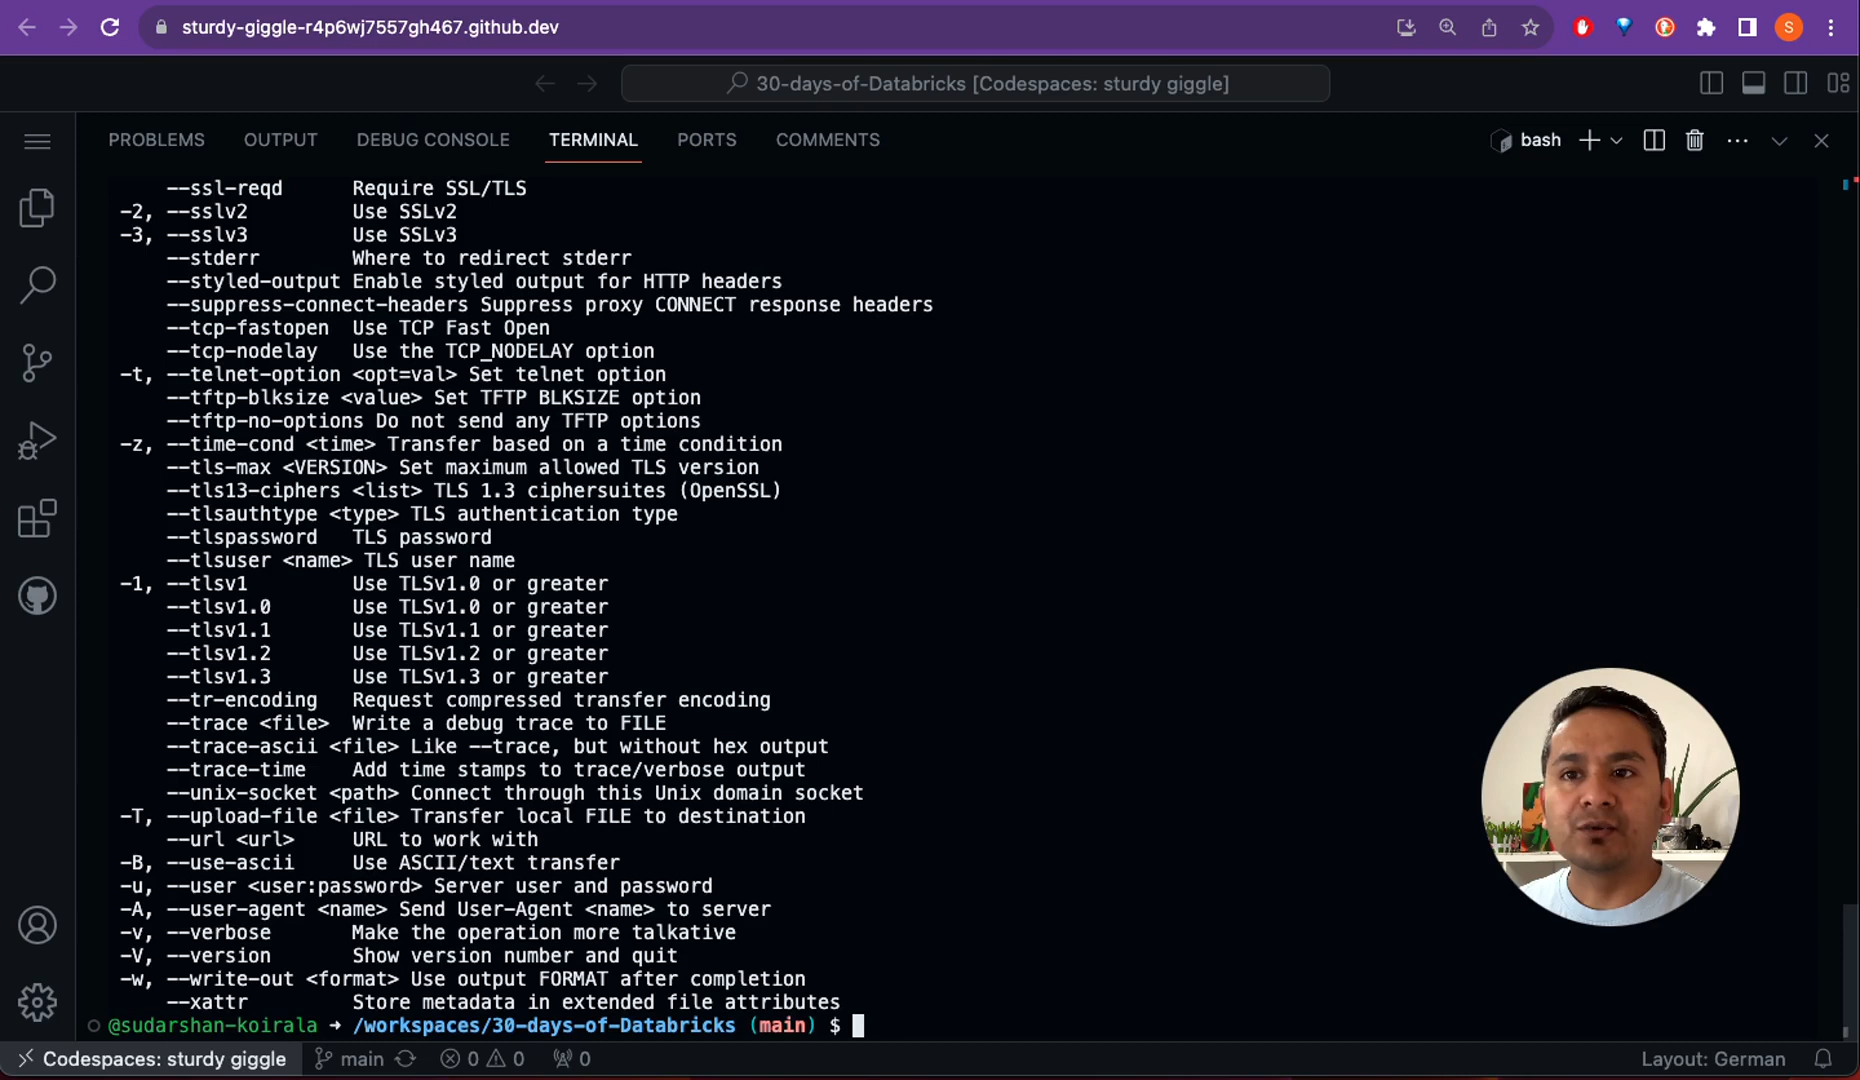 sturdy-giggle-r4p6wj7557gh467.github.dev
S
30-days-of-Databricks [Codespaces: sturdy giggle]
PROBLEMS OUTPUT DEBUG CONSOLE TERMINAL PORTS COMMENTS bash
--ssl-reqd Require SSL/TLS
-2, --sslv2 Use SSLv2
-3, --sslv3 Use SSLv3
--stderr Where to redirect stderr
--styled-output Enable styled output for HTTP headers
--suppress-connect-headers Suppress proxy CONNECT response headers
--tcp-fastopen Use TCP Fast Open
--tcp-nodelay Use the TCP_NODELAY option
-t, --telnet-option <opt=val> Set telnet option
--tftp-blksize <value> Set TFTP BLKSIZE option
--tftp-no-options Do not send any TFTP options
-z, --time-cond <time> Transfer based on a time condition
--tls-max <VERSION> Set maximum allowed TLS version
--tls13-ciphers <list> TLS 1.3 ciphersuites (OpenSSL)
--tlsauthtype <type> TLS authentication type
--tlspassword TLS password
--tlsuser <name> TLS user name
-1, --tlsv1 Use TLSv1.0 or greater
--tlsv1.0 Use TLSv1.0 or greater
--tlsv1.1 Use TLSv1.1 or greater
--tlsv1.2 Use TLSv1.2 or greater
--tlsv1.3 Use TLSv1.3 or greater
--tr-encoding Request compressed transfer encoding
--trace <file> Write a debug trace to FILE
--trace-ascii <file> Like --trace, but without hex output
--trace-time Add time stamps to trace/verbose output
--unix-socket <path> Connect through this Unix domain socket
-T, --upload-file <file> Transfer local FILE to destination
--url <url> URL to work with
-B, --use-ascii Use ASCII/text transfer
-u, --user <user:password> Server user and password
-A, --user-agent <name> Send User-Agent <name> to server
-v, --verbose Make the operation more talkative
-V, --version Show version number and quit
-w, --write-out <format> Use output FORMAT after completion
--xattr Store metadata in extended file attributes
@sudarshan-koirala ➜ /workspaces/30-days-of-Databricks (main) $
Codespaces: sturdy giggle main 0 0 0 Layout: German